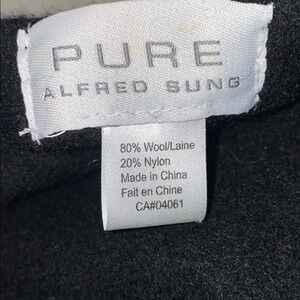 PURE
ALFRED SUNG
80% Wool/Laine
20% Nylon
Made in China
Fait en Chine
CA#04061